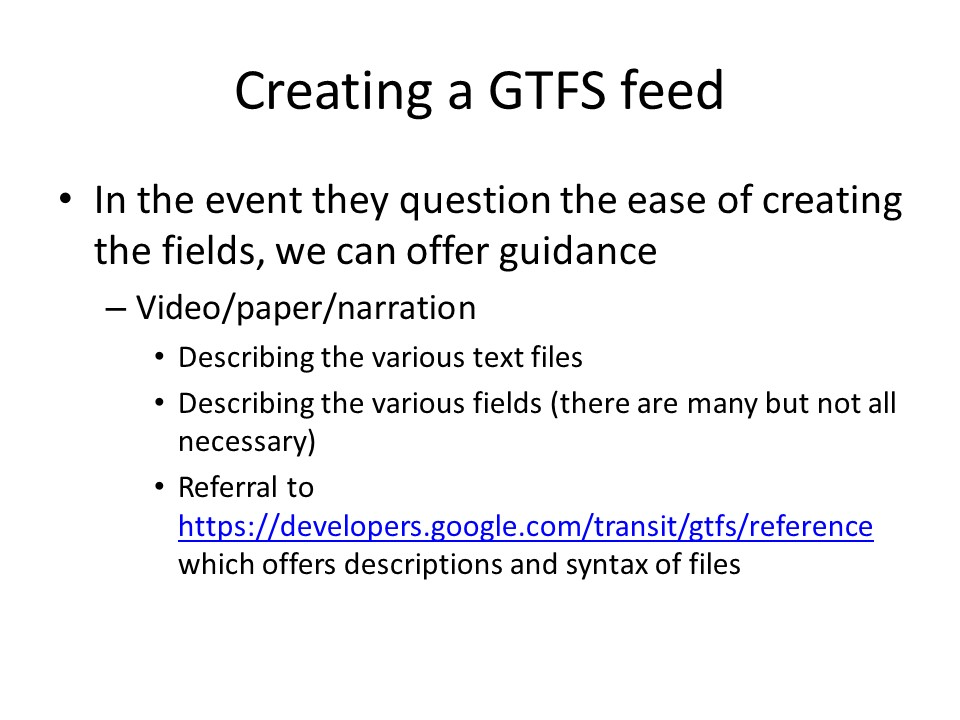 Creating a GTFS feed
• In the event they question the ease of creating
the fields, we can offer guidance
– Video/paper/narration
• Describing the various text files
• Describing the various fields (there are many but not all
necessary)
• Referral to
https://developers.google.com/transit/gtfs/reference
which offers descriptions and syntax of files